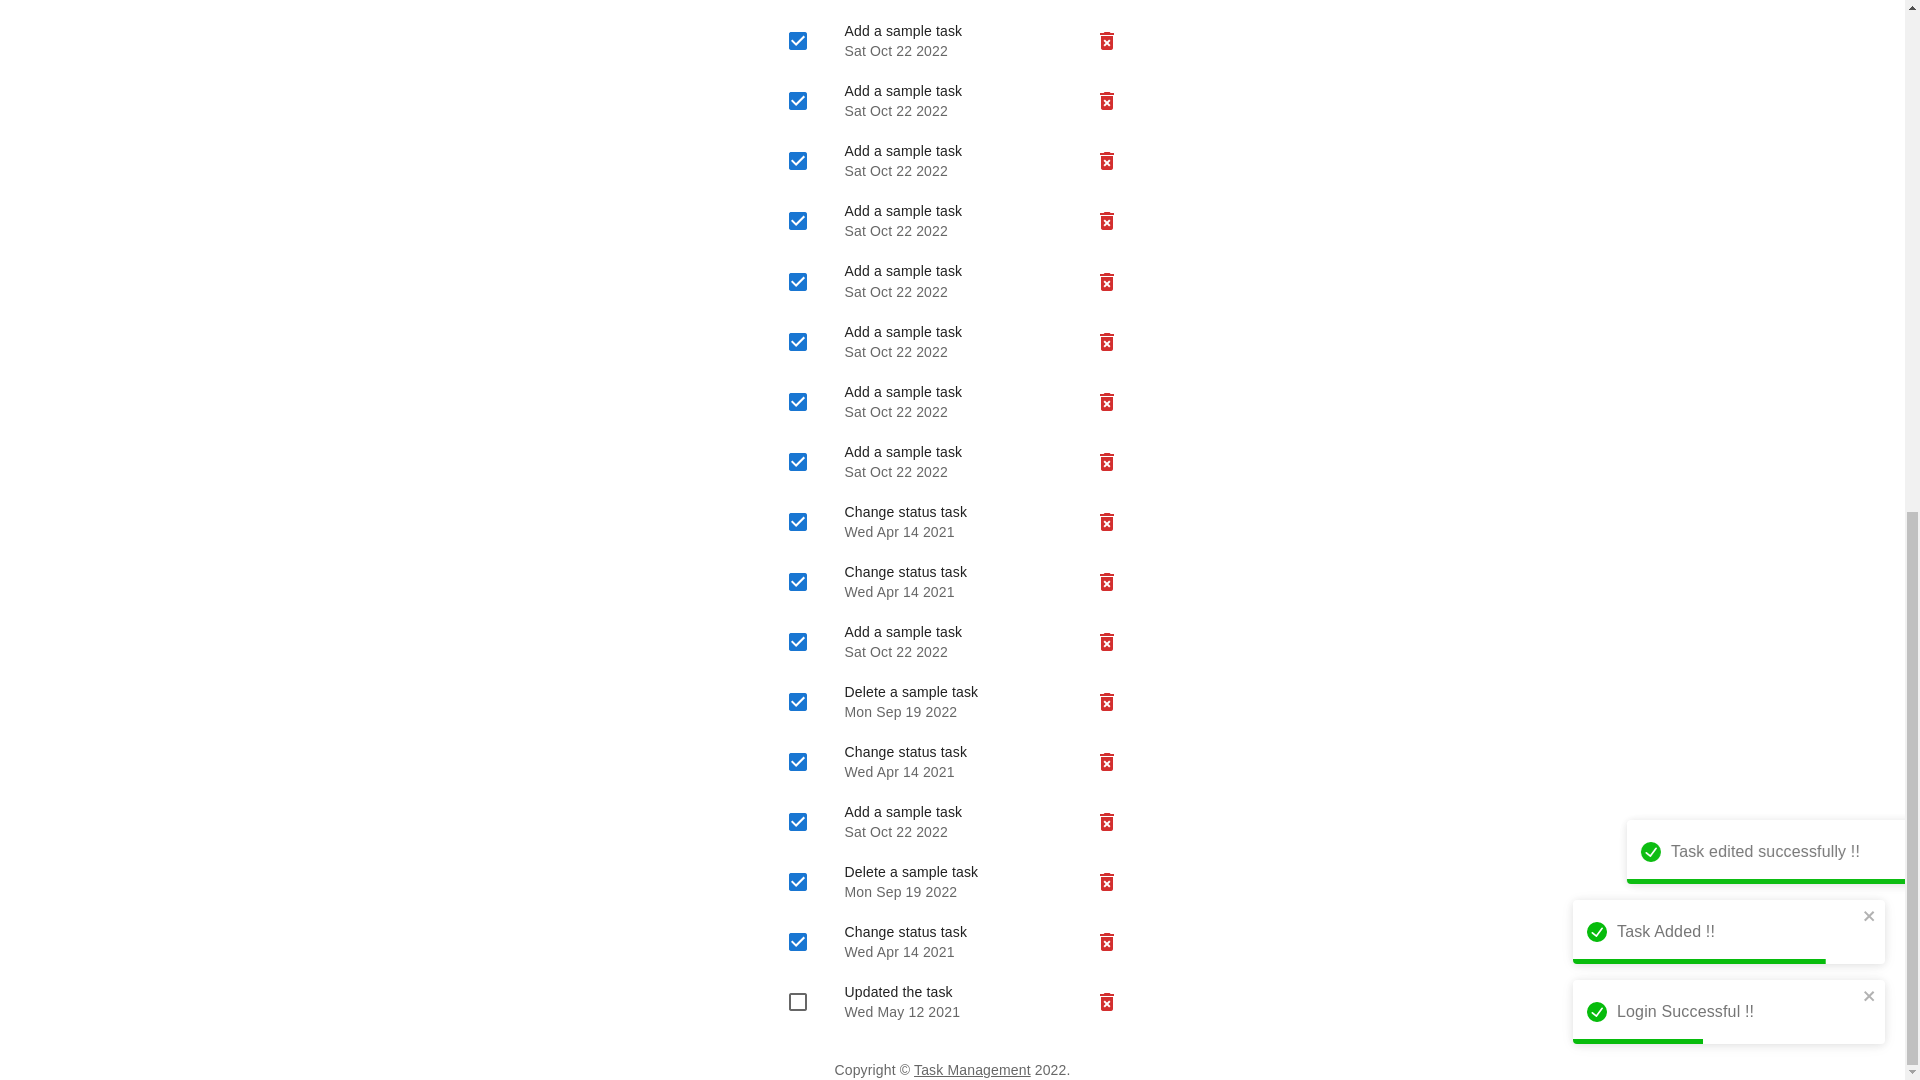 Add a sample task
Sat Oct 22 2022
Add a sample task
Sat Oct 22 2022
Add a sample task
Sat Oct 22 2022
Add a sample task
Sat Oct 22 2022
Add a sample task
Sat Oct 22 2022
Add a sample task
Sat Oct 22 2022
Add a sample task
Sat Oct 22 2022
Add a sample task
Sat Oct 22 2022
Change status task
Wed Apr 14 2021
Change status task
Wed Apr 14 2021
Add a sample task
Sat Oct 22 2022
Delete a sample task
Mon Sep 19 2022
Change status task
Wed Apr 14 2021
Add a sample task
Sat Oct 22 2022
Delete a sample task
Mon Sep 19 2022
Change status task
Wed Apr 14 2021
Updated the task
Wed May 12 2021
Copyright © Task Management 2022.
Task edited successfully !!
Task Added !!
Login Successful !!